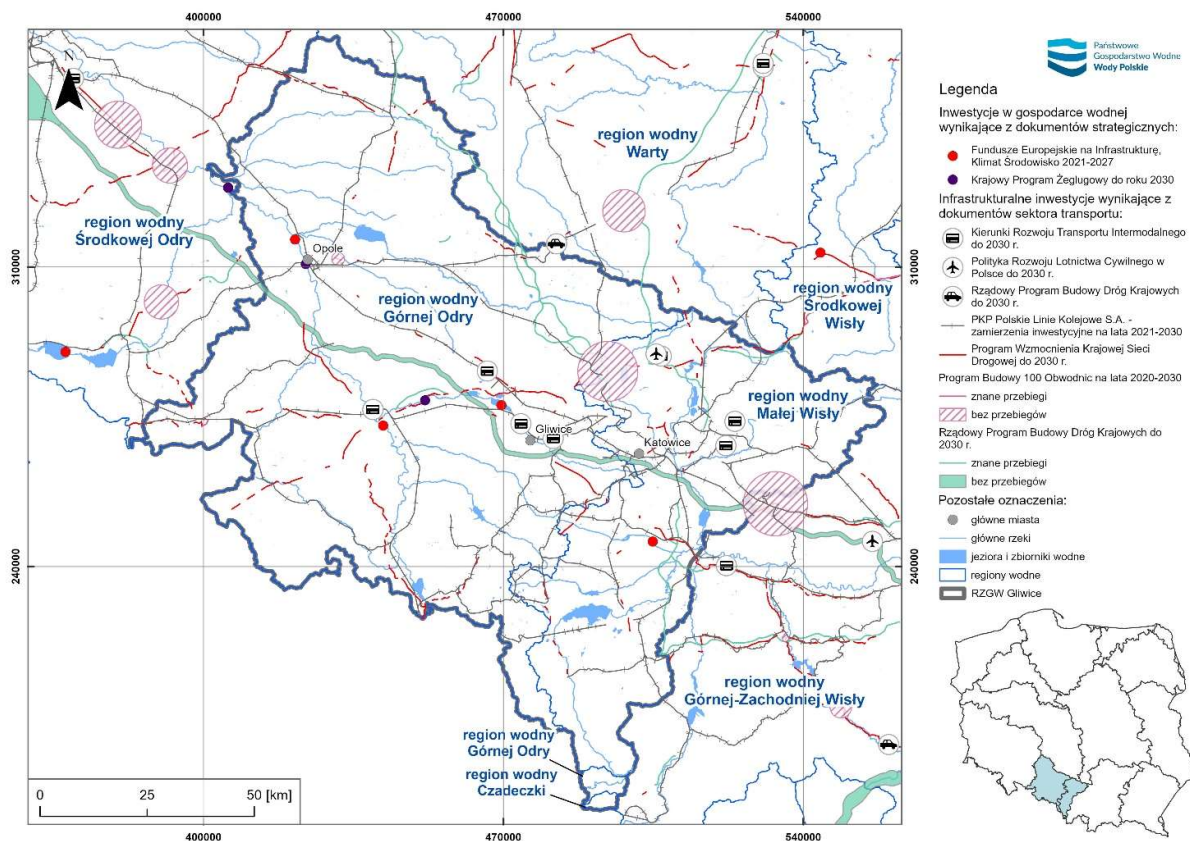 400000
470000
540000
N
region wodny
Warty
region wodny
Środkowej Odry
Opole
310000
310000
region wodny
Górnej Odry
region wodny
Środkowej
Wisły
region wodny
Małej Wisły
Gliwice
Katowice
240000
240000
region wodny
Górnej-Zachodniej Wisły
region wodny
Górnej Odry
region wodny
Czadeczki
0
25
50 [km]
400000
470000
540000
Państwowe
Gospodarstwo Wodne
Wody Polskie
Legenda
Inwestycje w gospodarce wodnej
wynikające z dokumentów strategicznych:
Fundusze Europejskie na Infrastrukturę,
Klimat Środowisko 2021-2027
Krajowy Program Żeglugowy do roku 2030
Infrastrukturalne inwestycje wynikające z
dokumentów sektora transportu:
Kierunki Rozwoju Transportu Intermodalnego
do 2030 r.
Polityka Rozwoju Lotnictwa Cywilnego w
Polsce do 2030 r.
Rządowy Program Budowy Dróg Krajowych
do 2030 r.
PKP Polskie Linie Kolejowe S.A. -
zamierzenia inwestycyjne na lata 2021-2030
Program Wzmocnienia Krajowej Sieci
Drogowej do 2030 r.
Program Budowy 100 Obwodnic na lata 2020-2030
znane przebiegi
bez przebiegów
Rządowy Program Budowy Dróg Krajowych do
2030 r.
znane przebiegi
bez przebiegów
Pozostałe oznaczenia:
główne miasta
główne rzeki
jeziora i zbiorniki wodne
regiony wodne
RZGW Gliwice